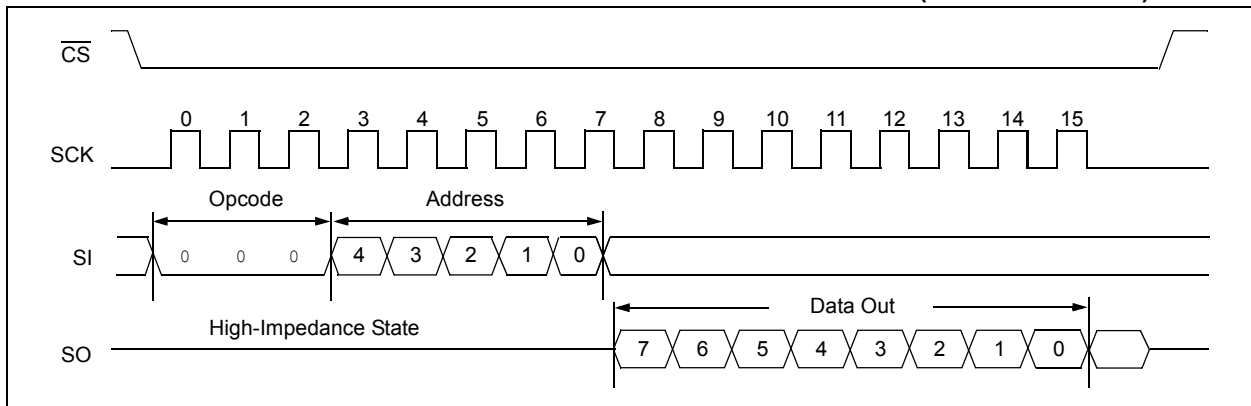 CS
0 1 2 3 4 5 6 7 8 9 10 11 12 13 14 15
SCK
Opcode Address
SI 0 0 0 4 3 2 1 0
Data Out
High-Impedance State
SO 7 6 5 4 3 2 1 0